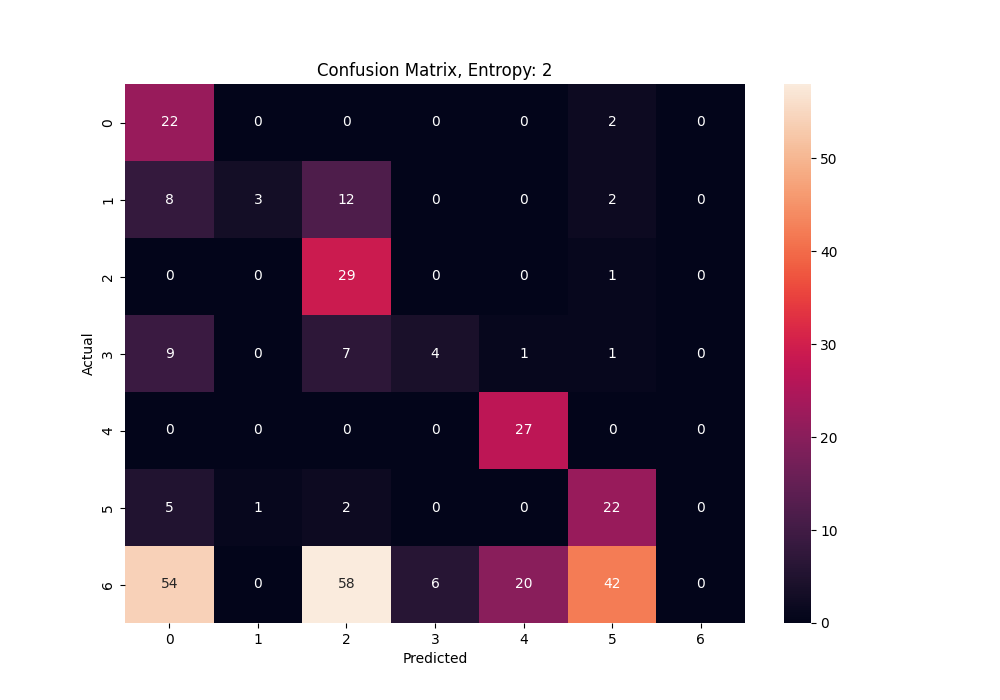 Confusion Matrix, Entropy: 2
0 22 0 0 0 0 2 0
1 8 3 12 0 0 2 0
2 0 0 29 0 0 1 0
3 9 0 7 4 1 1 0
4 0 0 0 0 27 0 0
5 5 1 2 0 0 22 0
6 54 0 58 6 20 42 0
0 1 2 3 4 5 6
Actual
Predicted
50
40
30
20
10
0